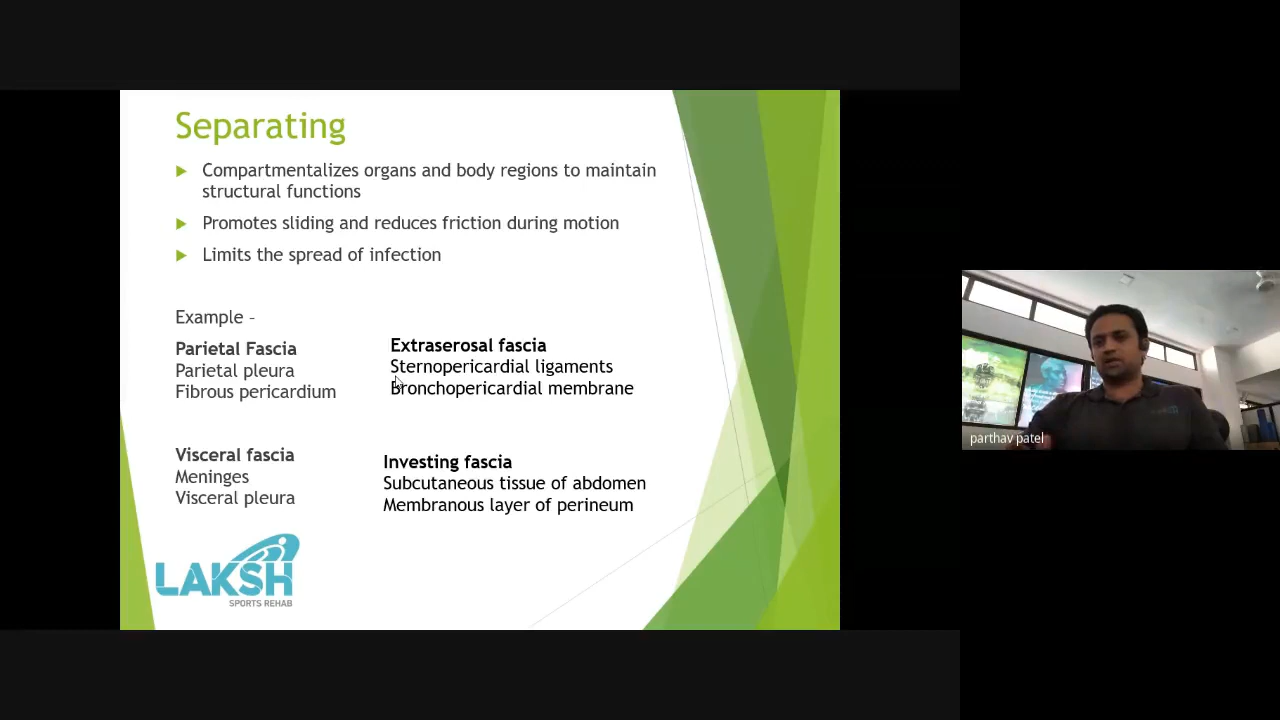 Separating
Compartmentalizes organs and body regions to maintain
structural functions
Promotes sliding and reduces friction during motion
Limits the spread of infection
Example –
Parietal Fascia
Parietal pleura
Fibrous pericardium
Extraserosal fascia
Sternopericardial ligaments
Bronchopericardial membrane
Visceral fascia
Meninges
Visceral pleura
Investing fascia
Subcutaneous tissue of abdomen
Membranous layer of perineum
LAKSH
SPORTS REHAB
parthav patel